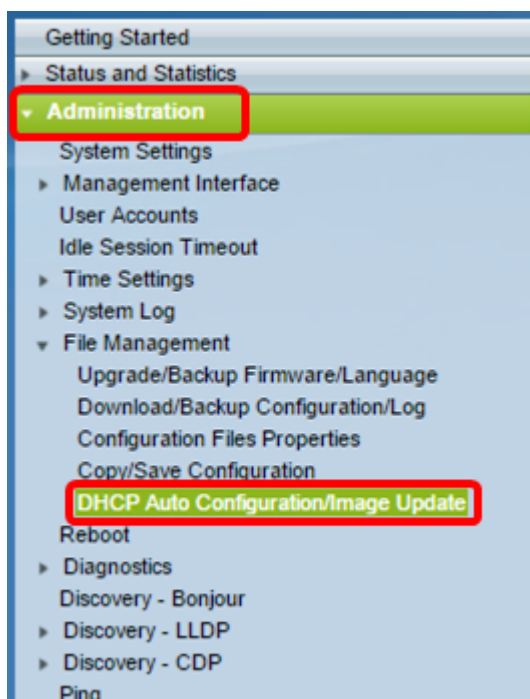 Getting Started
Status and Statistics
Administration
System Settings
Management Interface
User Accounts
Idle Session Timeout
Time Settings
System Log
File Management
Upgrade/Backup Firmware/Language
Download/Backup Configuration/Log
Configuration Files Properties
Copy/Save Configuration
DHCP Auto Configuration/Image Update
Reboot
Diagnostics
Discovery - Bonjour
Discovery - LLDP
Discovery - CDP
Ping